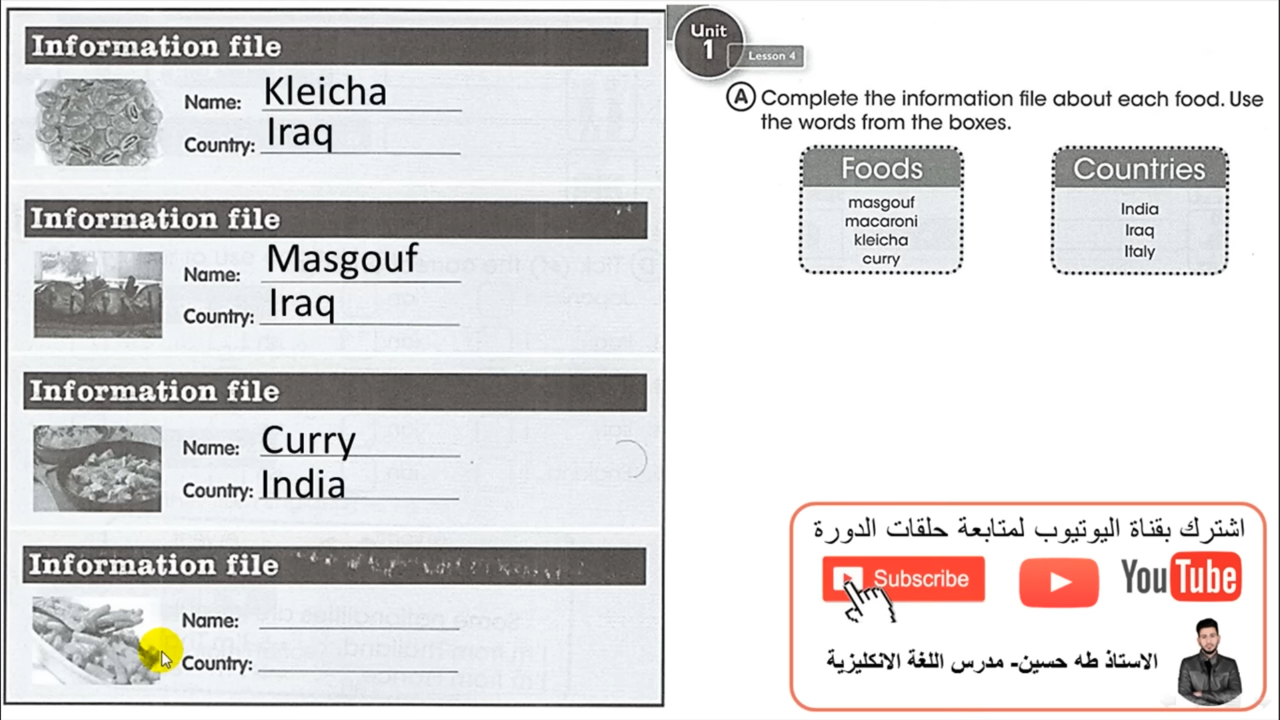 Information file
Name: Kleicha
Country: Iraq
Information file
Name: Masgouf
Country: Iraq
Information file
Name: Curry
Country: India
Information file
Name:
Country:
Unit
1
Lesson 4
A Complete the information file about each food. Use
the words from the boxes.
Foods
masgouf
macaroni
kleicha
curry
Countries
India
Iraq
Italy
اشترك بقناة اليوتيوب لمتابعة حلقات الدورة
Subscribe
YouTube
الاستاذ طه حسين- مدرس اللغة الانكليزية